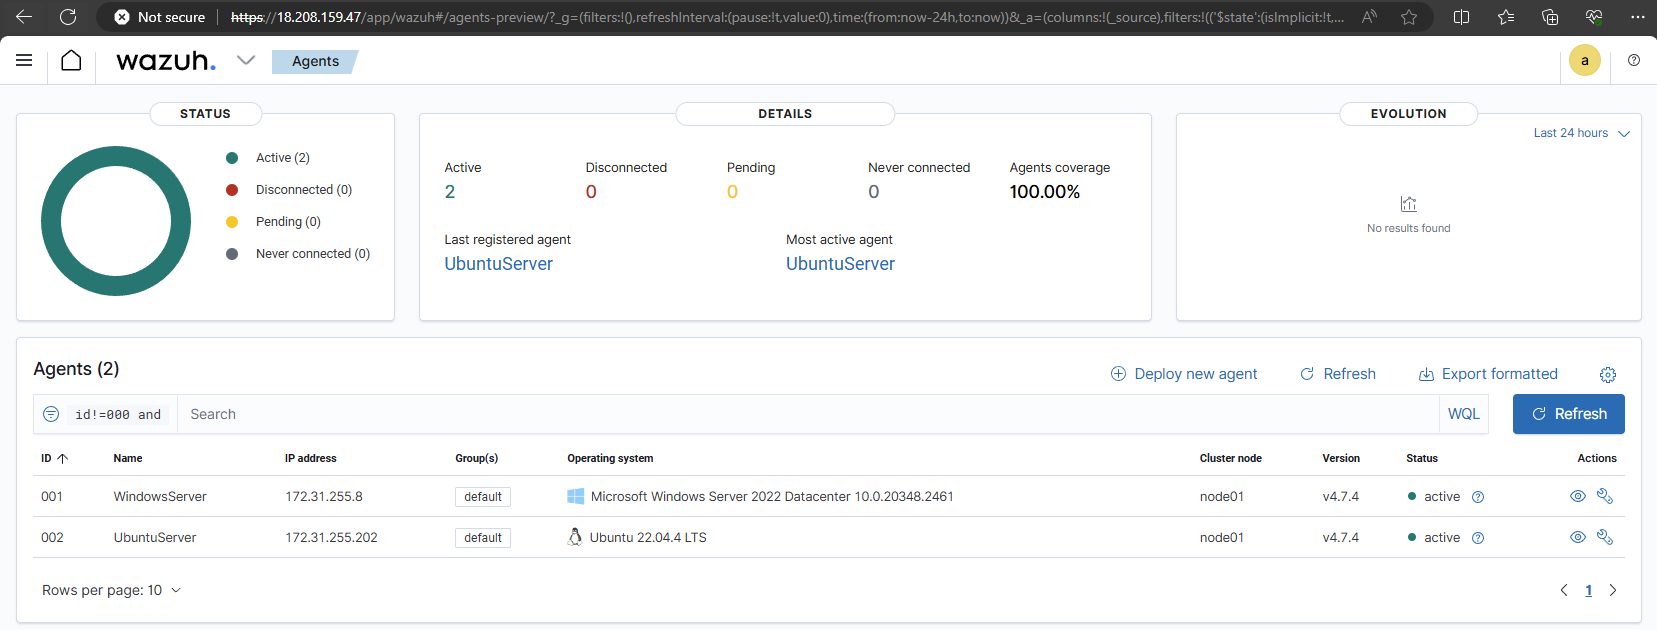 Not secure https://18.208.159.47/app/wazuh#/agents-preview/?_g=(filters:!(),refreshInterval:(pause:!t,value:0),time:(from:now-24h,to:now))&_a=(columns:!(_source),filters:!(('$state':(isImplicit:!t,...
wazuh. Agents a
STATUS
Active (2)
Disconnected (0)
Pending (0)
Never connected (0)
DETAILS
Active Disconnected Pending Never connected Agents coverage
2 0 0 0 100.00%
Last registered agent Most active agent
UbuntuServer UbuntuServer
EVOLUTION
Last 24 hours
No results found
Agents (2) Deploy new agent Refresh Export formatted
id!=000 and Search WQL Refresh
ID Name IP address Group(s) Operating system Cluster node Version Status Actions
001 WindowsServer 172.31.255.8 default Microsoft Windows Server 2022 Datacenter 10.0.20348.2461 node01 v4.7.4 active
002 UbuntuServer 172.31.255.202 default Ubuntu 22.04.4 LTS node01 v4.7.4 active
Rows per page: 10 1